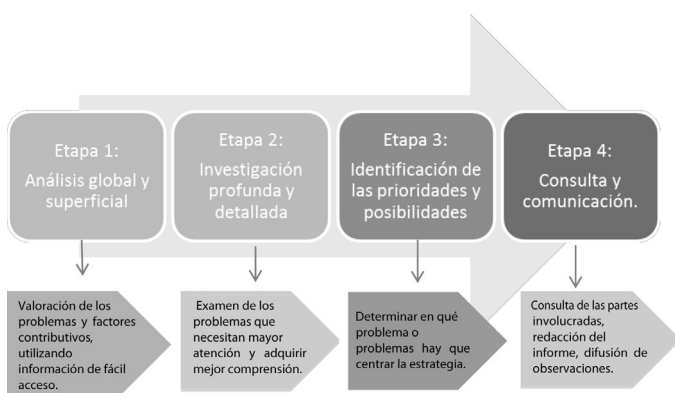 Etapa 1:
Análisis global y
superficial
Etapa 2:
Investigación
profunda y
detallada
Etapa 3:
Identificación de
las prioridades y
posibilidades
Etapa 4:
Consulta y
comunicación.
Valoración de los
problemas y factores
contributivos,
utilizando
información de fácil
acceso.
Examen de los
problemas que
necesitan mayor
atención y adquirir
mejor comprensión.
Determinar en qué
problema o
problemas hay que
centrar la estrategia.
Consulta de las partes
involucradas,
redacción del
informe, difusión de
observaciones.